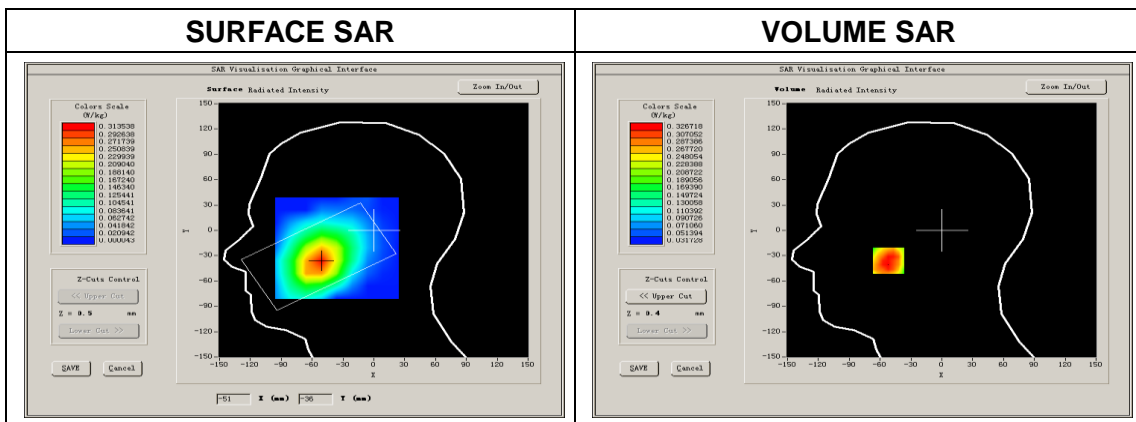 SURFACE SAR
VOLUME SAR
SAR Visualisation Graphical Interface
Surface Radiated Intensity
Zoom In/Out
Colors Scale
(W/kg)
0.313538
0.292638
0.271739
0.250839
0.229939
0.209040
0.188140
0.167240
0.146340
0.125441
0.104541
0.083641
0.062742
0.041842
0.020942
0.000043
Z-Cuts Control
<< Upper Cut
Z = 0.5 mm
Lower Cut >>
SAVE
Cancel
150
120
90
60
30
0
-30
-60
-90
-120
-150
Y
-150 -120 -90 -60 -30 0 30 60 90 120 150
X
-51 X (mm) -36 Y (mm)
SAR Visualisation Graphical Interface
Volume Radiated Intensity
Zoom In/Out
Colors Scale
(W/kg)
0.326718
0.307052
0.287386
0.267720
0.248054
0.228388
0.208722
0.189056
0.169390
0.149724
0.130058
0.110392
0.090726
0.071060
0.051394
0.031728
Z-Cuts Control
<< Upper Cut
Z = 0.4 mm
Lower Cut >>
SAVE
Cancel
150
120
90
60
30
0
-30
-60
-90
-120
-150
Y
-150 -120 -90 -60 -30 0 30 60 90 120 150
X